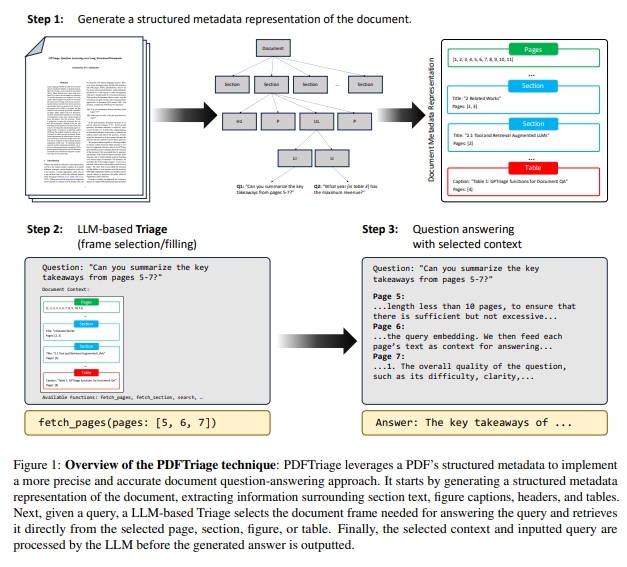 Step 1: Generate a structured metadata representation of the document.
Document
Section Section Section ... Section
H1 P UL P
LI LI
Q1: "Can you summarize the key takeaways from pages 5-7?"
Q2: "What year [in table 3] has the maximum revenue?"
Document Metadata Representation
Pages
[1, 2, 3, 4, 5, 6, 7, 8, 9, 10, 11]
...
Section
Title: "2 Related Works"
Pages: [2, 3]
Section
Title: "2.1 Tool and Retrieval Augmented LLMs"
Pages: [2]
...
Table
Caption: "Table 1: GPTriage functions for Document QA"
Pages: [4]
Step 2: LLM-based Triage
(frame selection/filling)
Question: "Can you summarize the key
takeaways from pages 5-7?"
Document Context:
Pages
[1, 2, 3, 4, 5, 6, 7, 8, 9, 10, 11]
...
Section
Title: "2 Related Works"
Pages: [2, 3]
Section
Title: "2.1 Tool and Retrieval Augmented LLMs"
Pages: [2]
...
Table
Caption: "Table 1: GPTriage functions for Document QA"
Pages: [4]
Available Functions: fetch_pages, fetch_section, search, …
fetch_pages(pages: [5, 6, 7])
Step 3: Question answering
with selected context
Question: "Can you summarize the key
takeaways from pages 5-7?"
Page 5:
...length less than 10 pages, to ensure that
there is sufficient but not excessive...
Page 6:
...the query embedding. We then feed each
page's text as context for answering...
Page 7:
...1. The overall quality of the question,
such as its difficulty, clarity,...
Answer: The key takeaways of ...
Figure 1: Overview of the PDFTriage technique: PDFTriage leverages a PDF's structured metadata to implement
a more precise and accurate document question-answering approach. It starts by generating a structured metadata
representation of the document, extracting information surrounding section text, figure captions, headers, and tables.
Next, given a query, a LLM-based Triage selects the document frame needed for answering the query and retrieves
it directly from the selected page, section, figure, or table. Finally, the selected context and inputted query are
processed by the LLM before the generated answer is outputted.